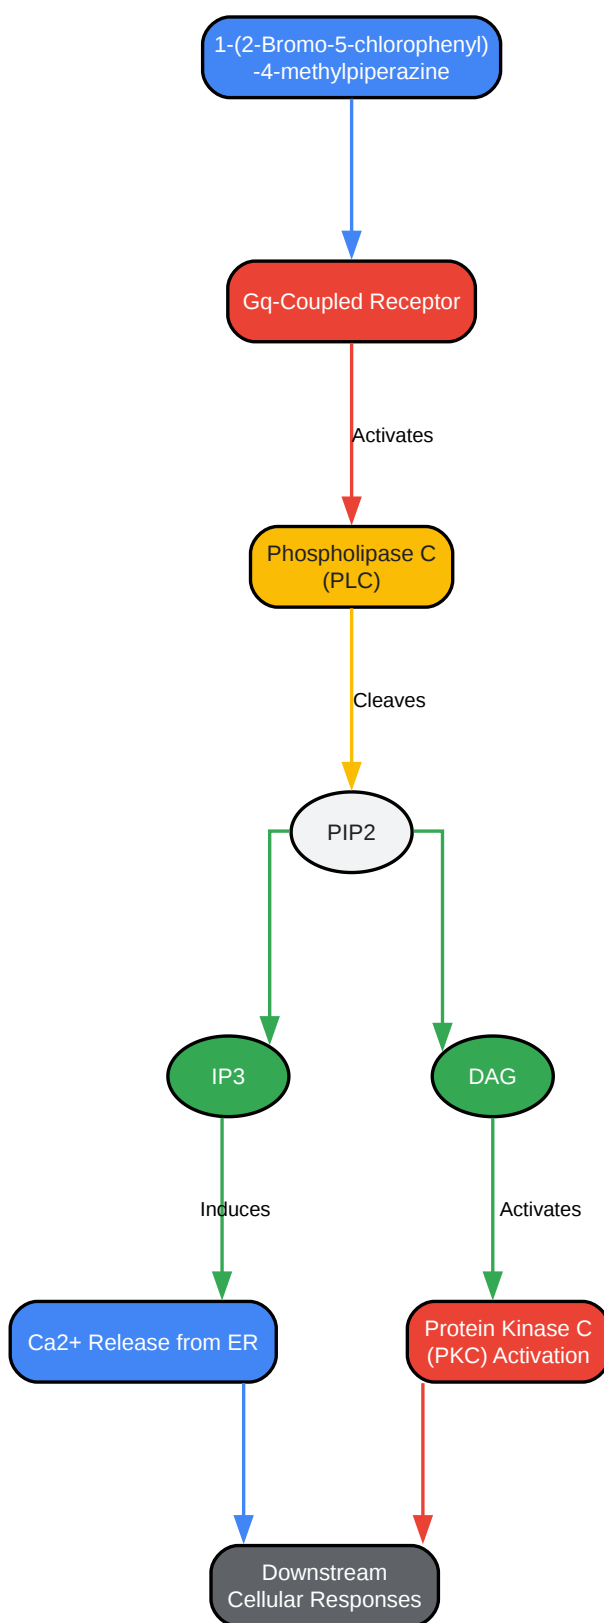 1-(2-Bromo-5-chlorophenyl)
-4-methylpiperazine
Gq-Coupled Receptor
Activates
Phospholipase C
(PLC)
Cleaves
PIP2
IP3
DAG
Induces
Activates
Ca2+ Release from ER
Protein Kinase C
(PKC) Activation
Downstream
Cellular Responses